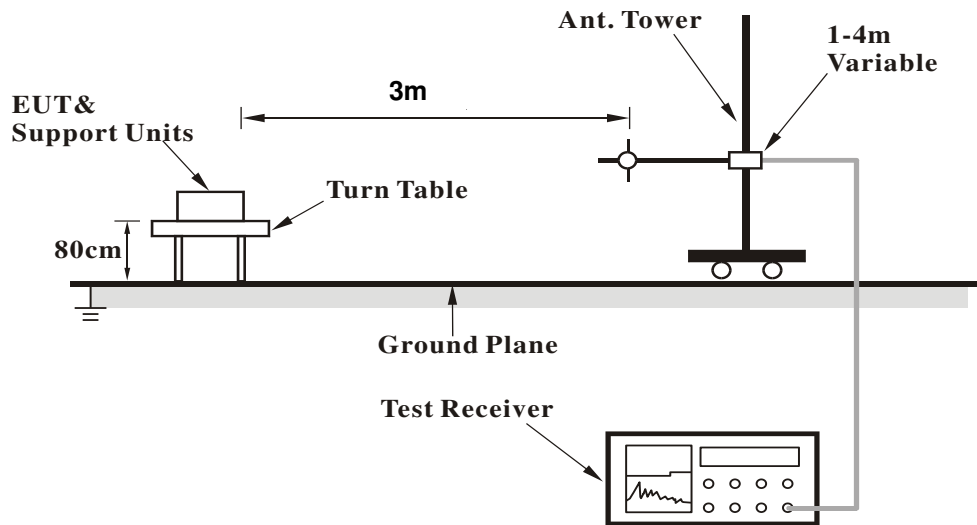 Ant. Tower
1-4m
Variable
3m
EUT&
Support Units
Turn Table
80cm
Ground Plane
Test Receiver